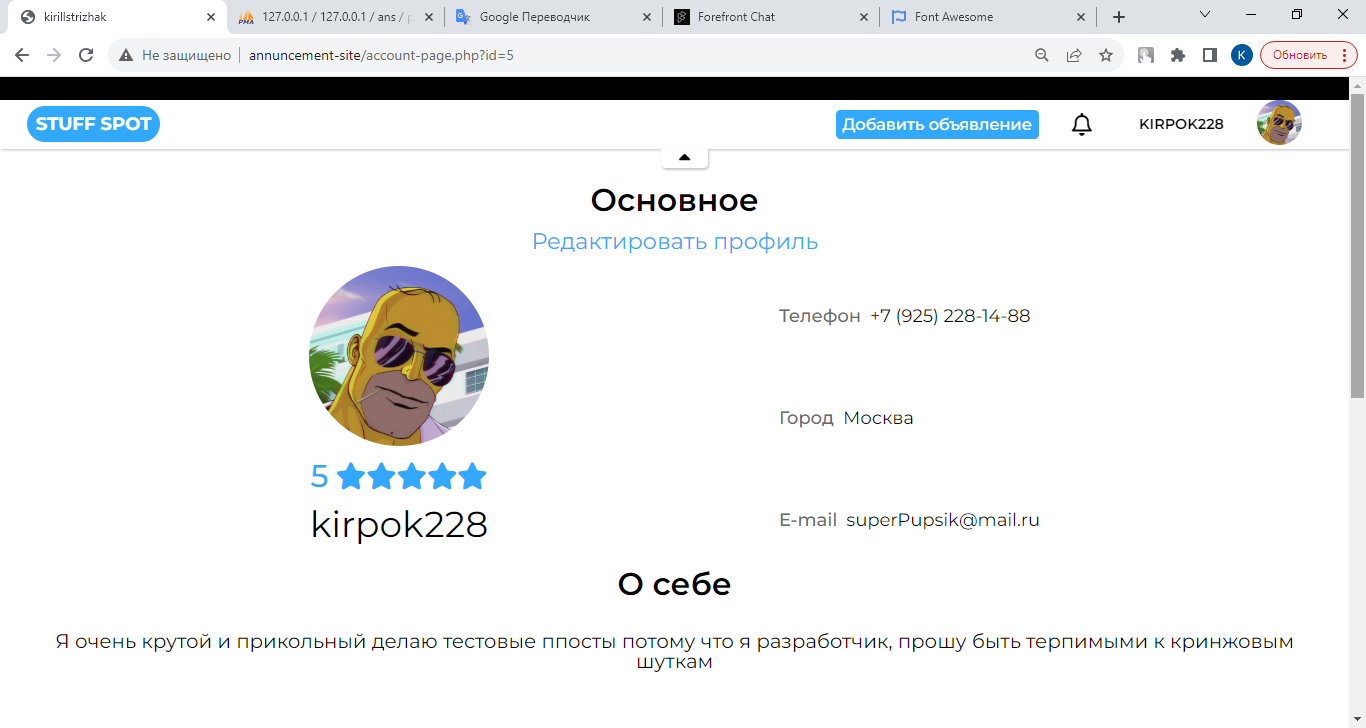 kirillstrizhak
127.0.0.1 / 127.0.0.1 / ans / p
Google Переводчик
Forefront Chat
Font Awesome
Не защищено
annuncement-site/account-page.php?id=5
K
Обновить
STUFF SPOT
Добавить объявление
KIRPOK228
Основное
Редактировать профиль
Телефон +7 (925) 228-14-88
Город Москва
5
kirpok228
E-mail superPupsik@mail.ru
О себе
Я очень крутой и прикольный делаю тестовые ппосты потому что я разработчик, прошу быть терпимыми к кринжовым
шуткам